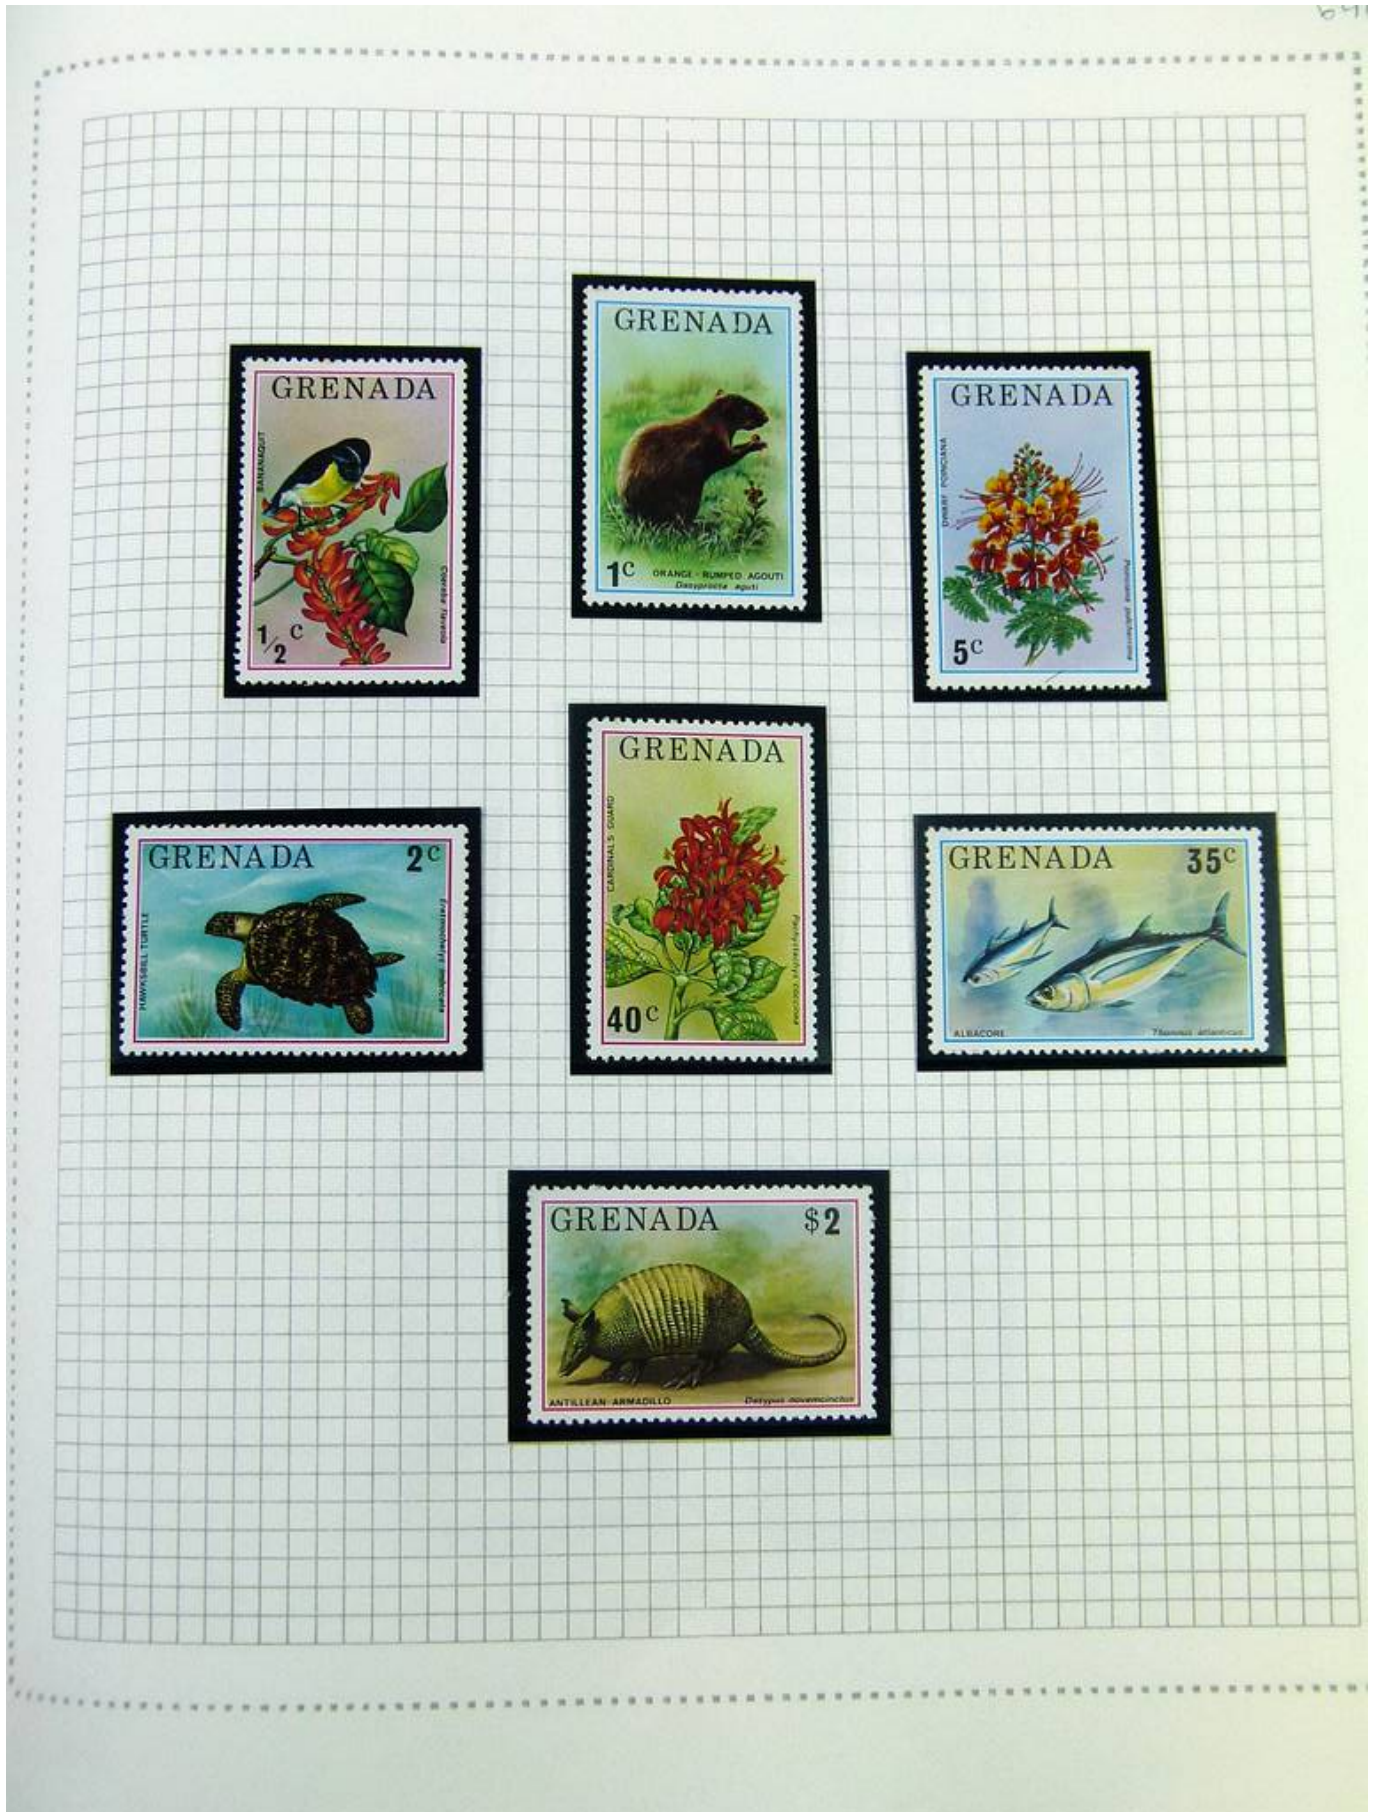 GRENADA
BANANAQUIT
Coereba flaveola
1/2 c
GRENADA
1c
ORANGE-RUMPED AGOUTI
Dasyprocta aguti
GRENADA
DWARF POINCIANA
5c
GRENADA 2c
HAWKSBILL TURTLE
Eretmochelys imbricata
GRENADA
CARDINAL'S GUARD
Pachystachys coccinea
40c
GRENADA 35c
ALBACORE
Thunnus atlanticus
GRENADA $2
ANTILLEAN ARMADILLO
Dasypus novemcinctus